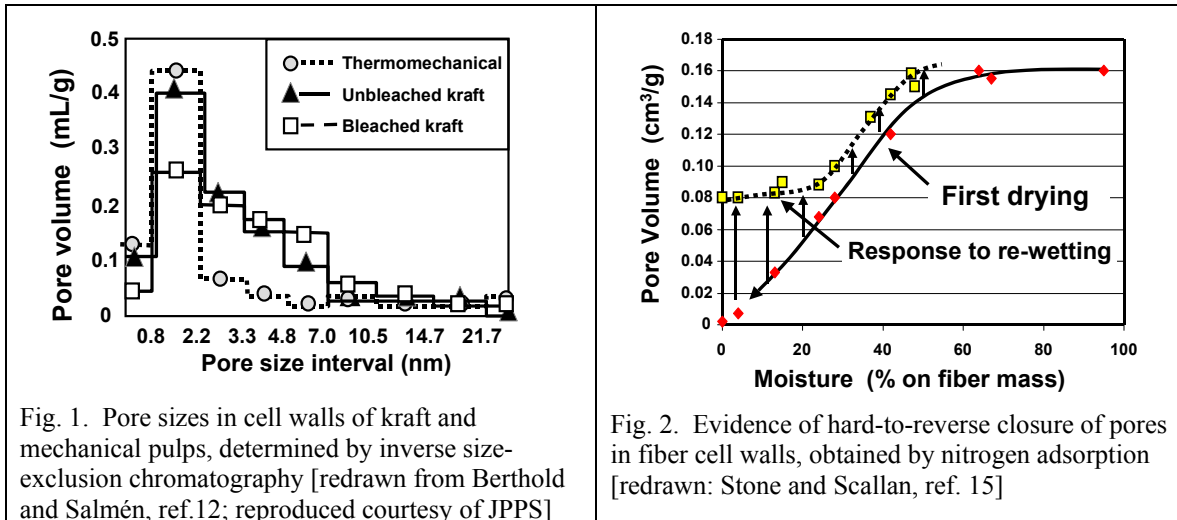 Pore volume (mL/g)
0.5
0.4
0.3
0.2
0.1
0
Thermomechanical
Unbleached kraft
Bleached kraft
0.8 2.2 3.3 4.8 7.0 10.5 14.7 21.7
Pore size interval (nm)
Fig. 1. Pore sizes in cell walls of kraft and
mechanical pulps, determined by inverse size-
exclusion chromatography [redrawn from Berthold
and Salmén, ref.12; reproduced courtesy of JPPS]
Pore Volume (cm³/g)
0.18
0.16
0.14
0.12
0.10
0.08
0.06
0.04
0.02
0
First drying
Response to re-wetting
0 20 40 60 80 100
Moisture (% on fiber mass)
Fig. 2. Evidence of hard-to-reverse closure of pores
in fiber cell walls, obtained by nitrogen adsorption
[redrawn: Stone and Scallan, ref. 15]